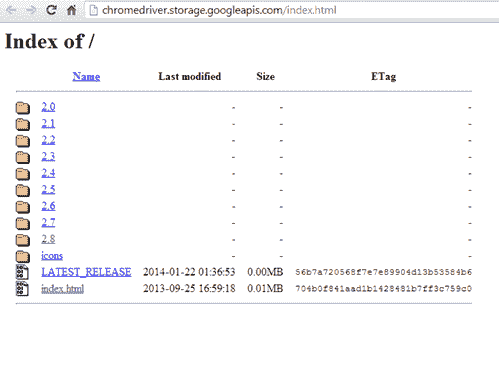 chromedriver.storage.googleapis.com/index.html
Index of /
Name Last modified Size ETag
2.0 - - -
2.1 - - -
2.2 - - -
2.3 - - -
2.4 - - -
2.5 - - -
2.6 - - -
2.7 - - -
2.8 - - -
icons - - -
LATEST_RELEASE 2014-01-22 01:36:53 0.00MB 56b7a720568f7e7e89904d13b53584b6
index.html 2013-09-25 16:59:18 0.01MB 704b0f841aad1b1428481b7ff3c759c0